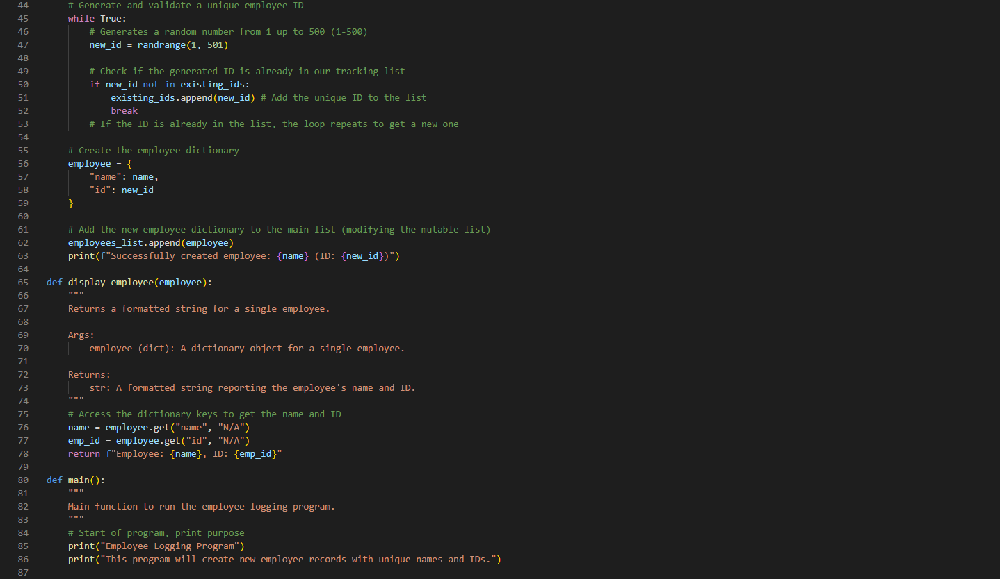 44 # Generate and validate a unique employee ID
45 while True:
46 # Generates a random number from 1 up to 500 (1-500)
47 new_id = randrange(1, 501)
48
49 # Check if the generated ID is already in our tracking list
50 if new_id not in existing_ids:
51 existing_ids.append(new_id) # Add the unique ID to the list
52 break
53 # If the ID is already in the list, the loop repeats to get a new one
54
55 # Create the employee dictionary
56 employee = {
57 "name": name,
58 "id": new_id
59 }
60
61 # Add the new employee dictionary to the main list (modifying the mutable list)
62 employees_list.append(employee)
63 print(f"Successfully created employee: {name} (ID: {new_id})")
64
65 def display_employee(employee):
66 """
67 Returns a formatted string for a single employee.
68
69 Args:
70 employee (dict): A dictionary object for a single employee.
71
72 Returns:
73 str: A formatted string reporting the employee's name and ID.
74 """
75 # Access the dictionary keys to get the name and ID
76 name = employee.get("name", "N/A")
77 emp_id = employee.get("id", "N/A")
78 return f"Employee: {name}, ID: {emp_id}"
79
80 def main():
81 """
82 Main function to run the employee logging program.
83 """
84 # Start of program, print purpose
85 print("Employee Logging Program")
86 print("This program will create new employee records with unique names and IDs.")
87